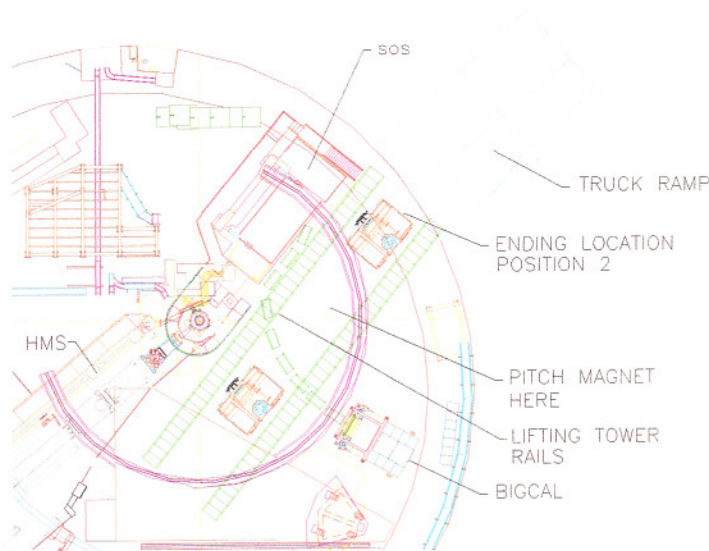 SOS
TRUCK RAMP
ENDING LOCATION
POSITION 2
HMS
PITCH MAGNET
HERE
LIFTING TOWER
RAILS
BIGCAL